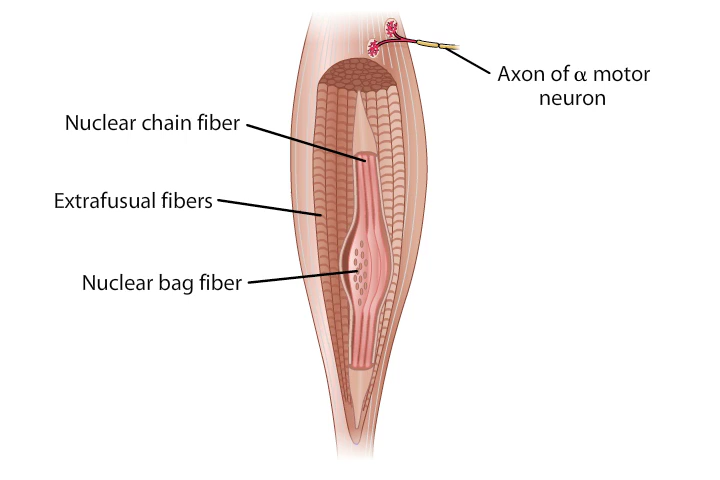 Axon of α motor
neuron
Nuclear chain fiber
Extrafusual fibers
Nuclear bag fiber